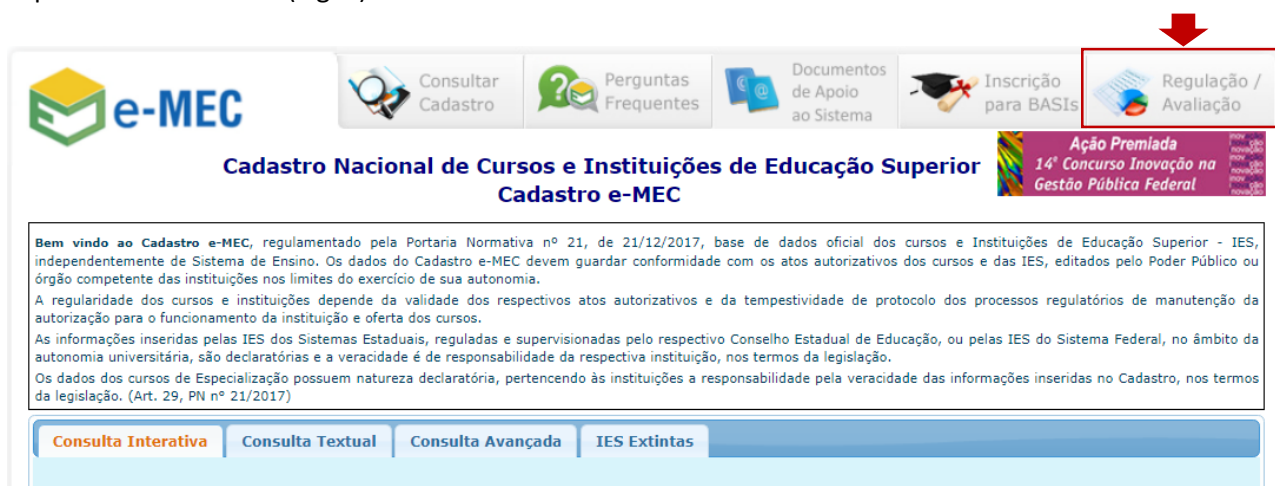 e-MEC
Consultar
Cadastro
Perguntas
Frequentes
Documentos
de Apoio
ao Sistema
Inscrição
para BASIs
Regulação /
Avaliação
Cadastro Nacional de Cursos e Instituições de Educação Superior
Cadastro e-MEC
Ação Premiada
14º Concurso Inovação na
Gestão Pública Federal
Bem vindo ao Cadastro e-MEC, regulamentado pela Portaria Normativa nº 21, de 21/12/2017, base de dados oficial dos cursos e Instituições de Educação Superior - IES,
independentemente de Sistema de Ensino. Os dados do Cadastro e-MEC devem guardar conformidade com os atos autorizativos dos cursos e das IES, editados pelo Poder Público ou
órgão competente das instituições nos limites do exercício de sua autonomia.
A regularidade dos cursos e instituições depende da validade dos respectivos atos autorizativos e da tempestividade de protocolo dos processos regulatórios de manutenção da
autorização para o funcionamento da instituição e oferta dos cursos.
As informações inseridas pelas IES dos Sistemas Estaduais, reguladas e supervisionadas pelo respectivo Conselho Estadual de Educação, ou pelas IES do Sistema Federal, no âmbito da
autonomia universitária, são declaratórias e a veracidade é de responsabilidade da respectiva instituição, nos termos da legislação.
Os dados dos cursos de Especialização possuem natureza declaratória, pertencendo às instituições a responsabilidade pela veracidade das informações inseridas no Cadastro, nos termos
da legislação. (Art. 29, PN nº 21/2017)
Consulta Interativa
Consulta Textual
Consulta Avançada
IES Extintas